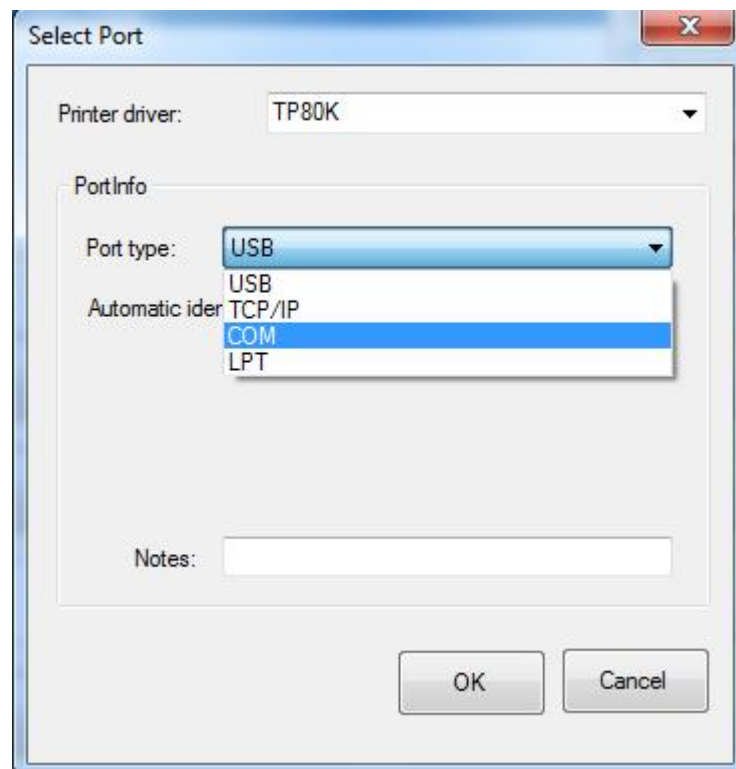 Select Port
Printer driver: TP80K
PortInfo
Port type: USB
USB
Automatic ider TCP/IP
COM
LPT
Notes:
OK Cancel